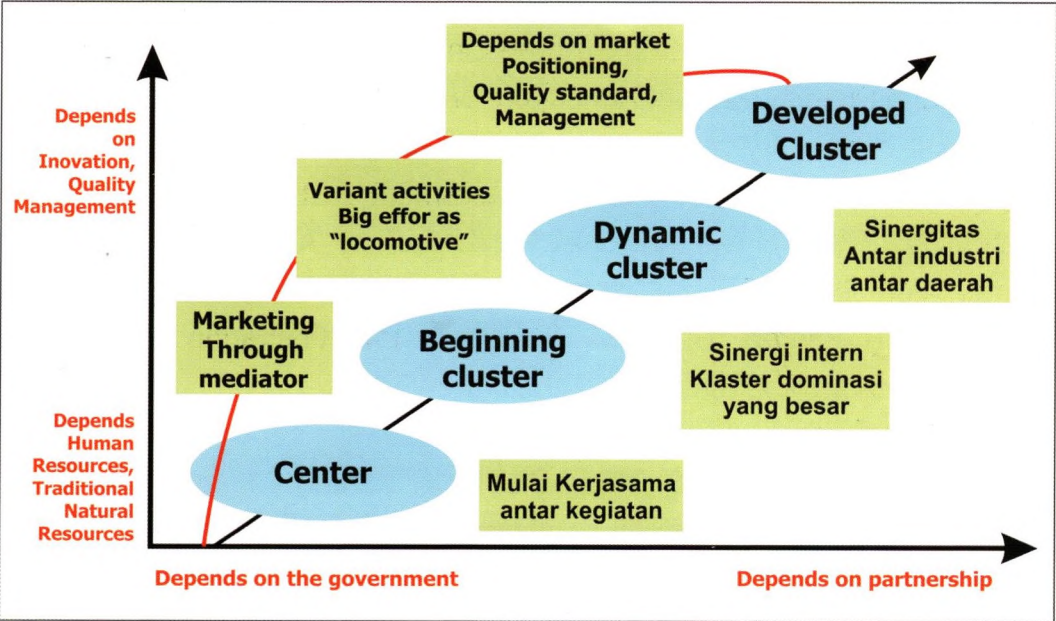 Depends on market
Positioning,
Quality standard,
Management
Developed
Cluster
Depends
on
Inovation,
Quality
Management
Variant activities
Big effor as
“locomotive”
Dynamic
cluster
Sinergitas
Antar industri
antar daerah
Marketing
Through
mediator
Beginning
cluster
Sinergi intern
Klaster dominasi
yang besar
Depends
Human
Resources,
Traditional
Natural
Resources
Center
Mulai Kerjasama
antar kegiatan
Depends on the government
Depends on partnership